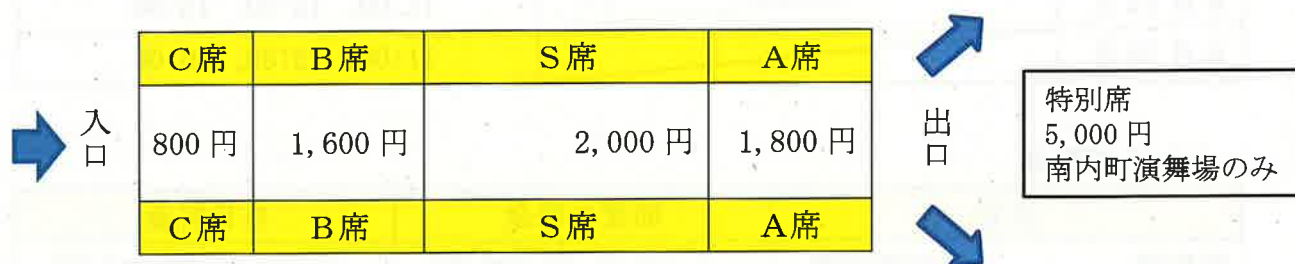 C席 B席 S席 A席
入口 800円 1,600円 2,000円 1,800円 出口
C席 B席 S席 A席
特別席
5,000円
南内町演舞場のみ